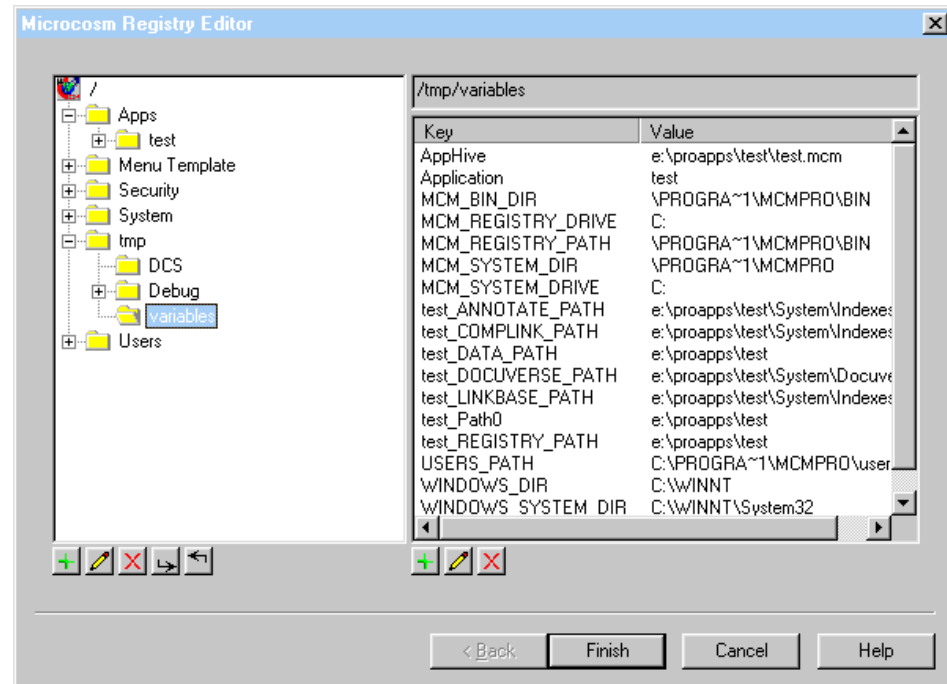 Microcosm Registry Editor
/
Apps
test
Menu Template
Security
System
tmp
DCS
Debug
variables
Users
/tmp/variables
Key Value
AppHive e:\proapps\test\test.mcm
Application test
MCM_BIN_DIR \PROGRA~1\MCMPRO\BIN
MCM_REGISTRY_DRIVE C:
MCM_REGISTRY_PATH \PROGRA~1\MCMPRO\BIN
MCM_SYSTEM_DIR \PROGRA~1\MCMPRO
MCM_SYSTEM_DRIVE C:
test_ANNOTATE_PATH e:\proapps\test\System\Indexes
test_COMPLINK_PATH e:\proapps\test\System\Indexes
test_DATA_PATH e:\proapps\test
test_DOCUVERSE_PATH e:\proapps\test\System\Docuve
test_LINKBASE_PATH e:\proapps\test\System\Indexes
test_Path0 e:\proapps\test
test_REGISTRY_PATH e:\proapps\test
USERS_PATH C:\PROGRA~1\MCMPRO\user
WINDOWS_DIR C:\WINNT
WINDOWS_SYSTEM_DIR C:\WINNT\System32
< Back Finish Cancel Help